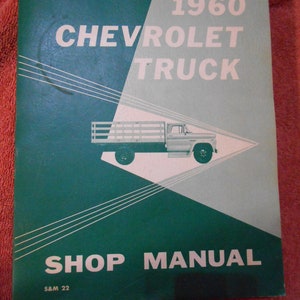 1960
CHEVROLET
TRUCK
SHOP MANUAL
S&M 22